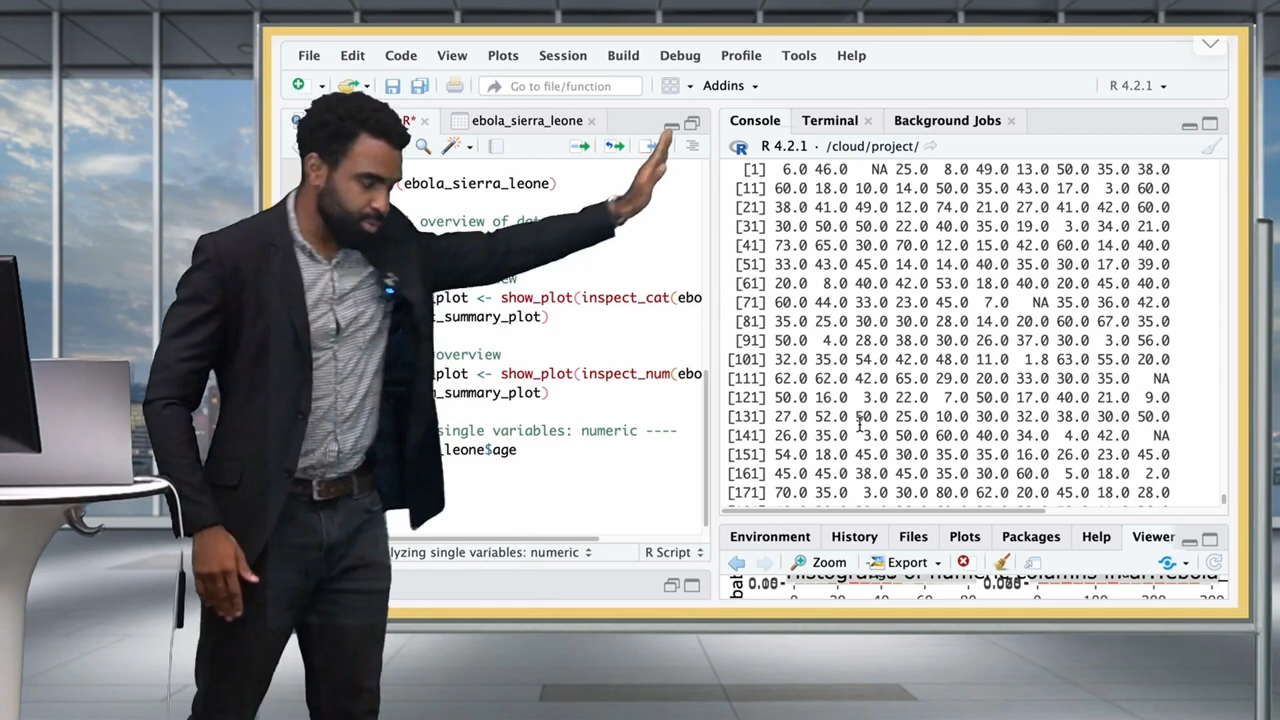 File Edit Code View Plots Session Build Debug Profile Tools Help
Go to file/function Addins R 4.2.1
R* ebola_sierra_leone
(ebola_sierra_leone)
overview of
plot <- show_plot(inspect_cat(ebo
_summary_plot)
overview
plot <- show_plot(inspect_num(ebo
m_summary_plot)
single variables: numeric ----
leone$age
lyzing single variables: numeric R Script
Console Terminal Background Jobs
R 4.2.1 · /cloud/project/
[1] 6.0 46.0 NA 25.0 8.0 49.0 13.0 50.0 35.0 38.0
[11] 60.0 18.0 10.0 14.0 50.0 35.0 43.0 17.0 3.0 60.0
[21] 38.0 41.0 49.0 12.0 74.0 21.0 27.0 41.0 42.0 60.0
[31] 30.0 50.0 50.0 22.0 40.0 35.0 19.0 3.0 34.0 21.0
[41] 73.0 65.0 30.0 70.0 12.0 15.0 42.0 60.0 14.0 40.0
[51] 33.0 43.0 45.0 14.0 14.0 40.0 35.0 30.0 17.0 39.0
[61] 20.0 8.0 40.0 42.0 53.0 18.0 40.0 20.0 45.0 40.0
[71] 60.0 44.0 33.0 23.0 45.0 7.0 NA 35.0 36.0 42.0
[81] 35.0 25.0 30.0 30.0 28.0 14.0 20.0 60.0 67.0 35.0
[91] 50.0 4.0 28.0 38.0 30.0 26.0 37.0 30.0 3.0 56.0
[101] 32.0 35.0 54.0 42.0 48.0 11.0 1.8 63.0 55.0 20.0
[111] 62.0 62.0 42.0 65.0 29.0 20.0 33.0 30.0 35.0 NA
[121] 50.0 16.0 3.0 22.0 7.0 50.0 17.0 40.0 21.0 9.0
[131] 27.0 52.0 50.0 25.0 10.0 30.0 32.0 38.0 30.0 50.0
[141] 26.0 35.0 3.0 50.0 60.0 40.0 34.0 4.0 42.0 NA
[151] 54.0 18.0 45.0 30.0 35.0 35.0 16.0 26.0 23.0 45.0
[161] 45.0 45.0 38.0 45.0 35.0 30.0 60.0 5.0 18.0 2.0
[171] 70.0 35.0 3.0 30.0 80.0 62.0 20.0 45.0 18.0 28.0
Environment History Files Plots Packages Help Viewer
Zoom Export
0 100